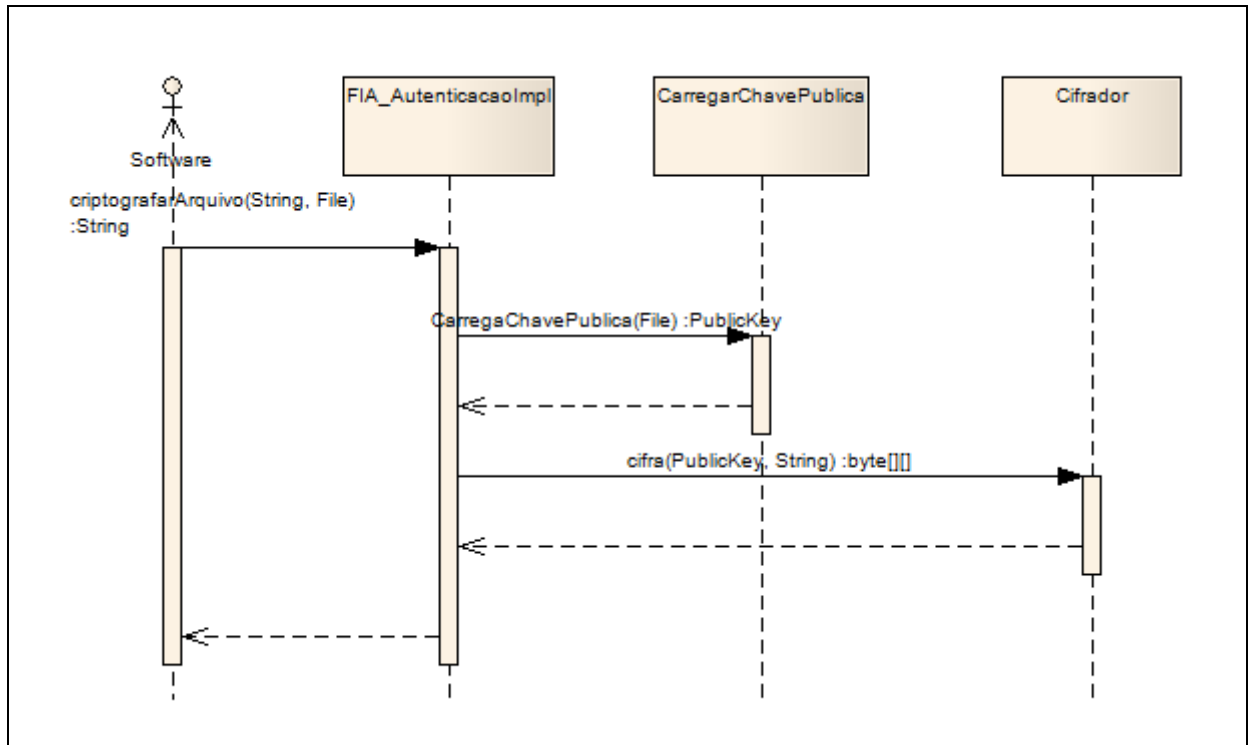 FIA_AutenticacaoImpl
CarregarChavePublica
Cifrador
Software
criptografarArquivo(String, File)
:String
CarregaChavePublica(File) :PublicKey
cifra(PublicKey, String) :byte[][]